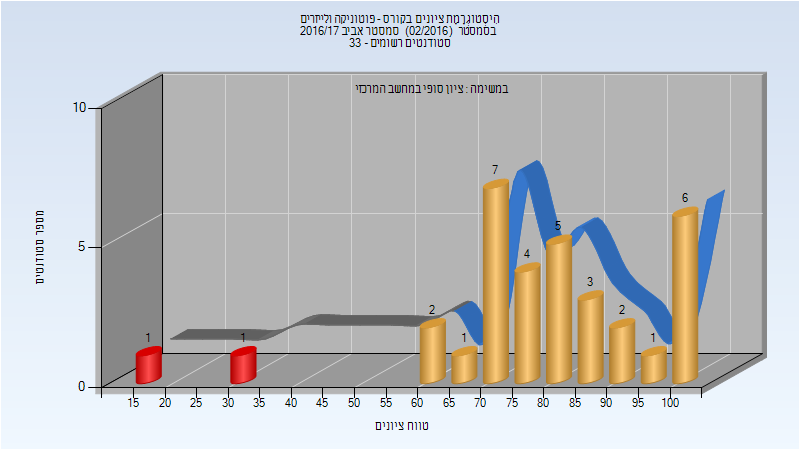 היסטוגרמת ציונים בקורס - פוטוניקה ולייזרים
בסמסטר (02/2016) סמסטר אביב 2016/17
סטודנטים רשומים - 33
במשימה : ציון סופי במחשב המרכזי
מספר סטודנטים
10
5
0
1 1 2 1 7 4 5 3 2 1 6
15 20 25 30 35 40 45 50 55 60 65 70 75 80 85 90 95 100
טווח ציונים